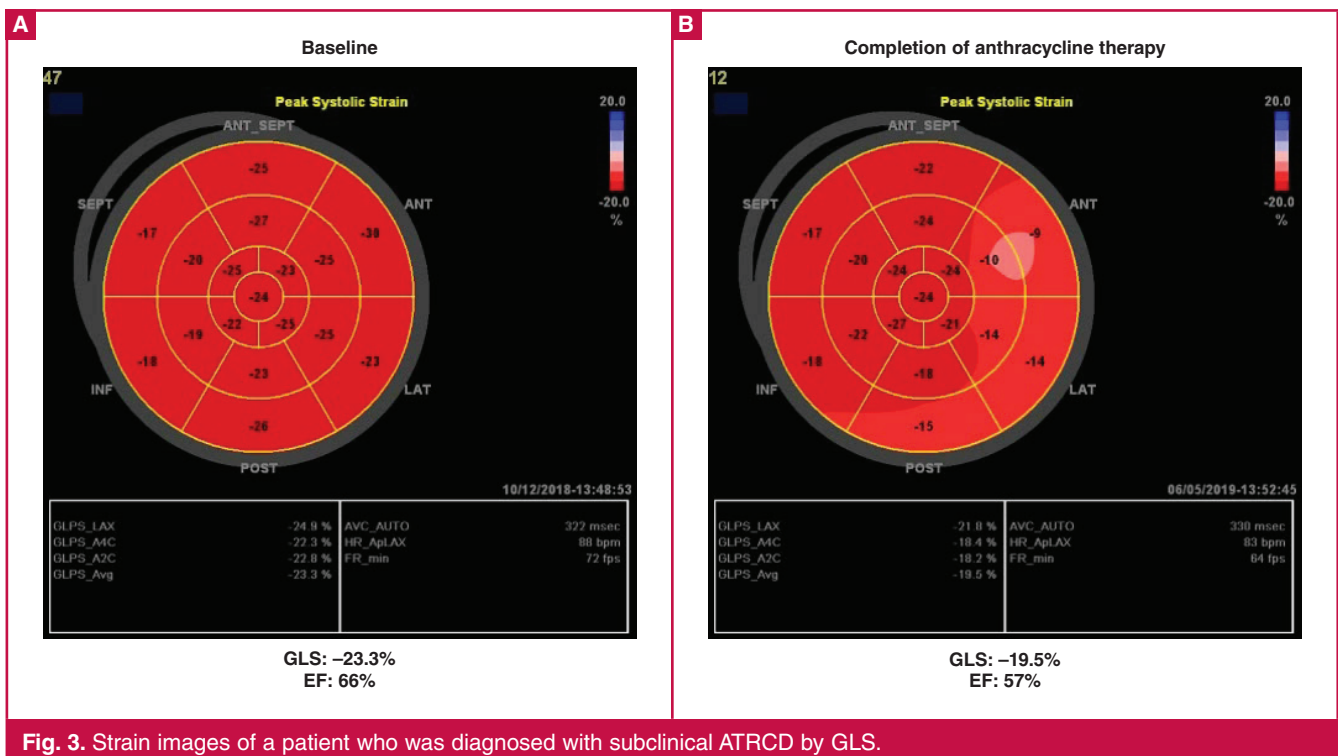 A
Baseline
47
Peak Systolic Strain
20.0
-20.0
%
ANT_SEPT
SEPT
ANT
INF
LAT
POST
-25
-17
-27
-30
-20
-25
-23
-25
-24
-19
-22
-25
-25
-18
-23
-23
-26
10/12/2018-13:48:53
GLPS_LAX -24.9 % AVC_AUTO 322 msec
GLPS_A4C -22.3 % HR_ApLAX 88 bpm
GLPS_A2C -22.8 % FR_min 72 fps
GLPS_Avg -23.3 %
GLS: –23.3%
EF: 66%
B
Completion of anthracycline therapy
12
Peak Systolic Strain
20.0
-20.0
%
ANT_SEPT
SEPT
ANT
INF
LAT
POST
-22
-17
-24
-9
-20
-24
-24
-10
-24
-22
-27
-21
-14
-18
-18
-14
-15
06/05/2019-13:52:45
GLPS_LAX -21.8 % AVC_AUTO 330 msec
GLPS_A4C -18.4 % HR_ApLAX 83 bpm
GLPS_A2C -18.2 % FR_min 64 fps
GLPS_Avg -19.5 %
GLS: –19.5%
EF: 57%
Fig. 3. Strain images of a patient who was diagnosed with subclinical ATRCD by GLS.